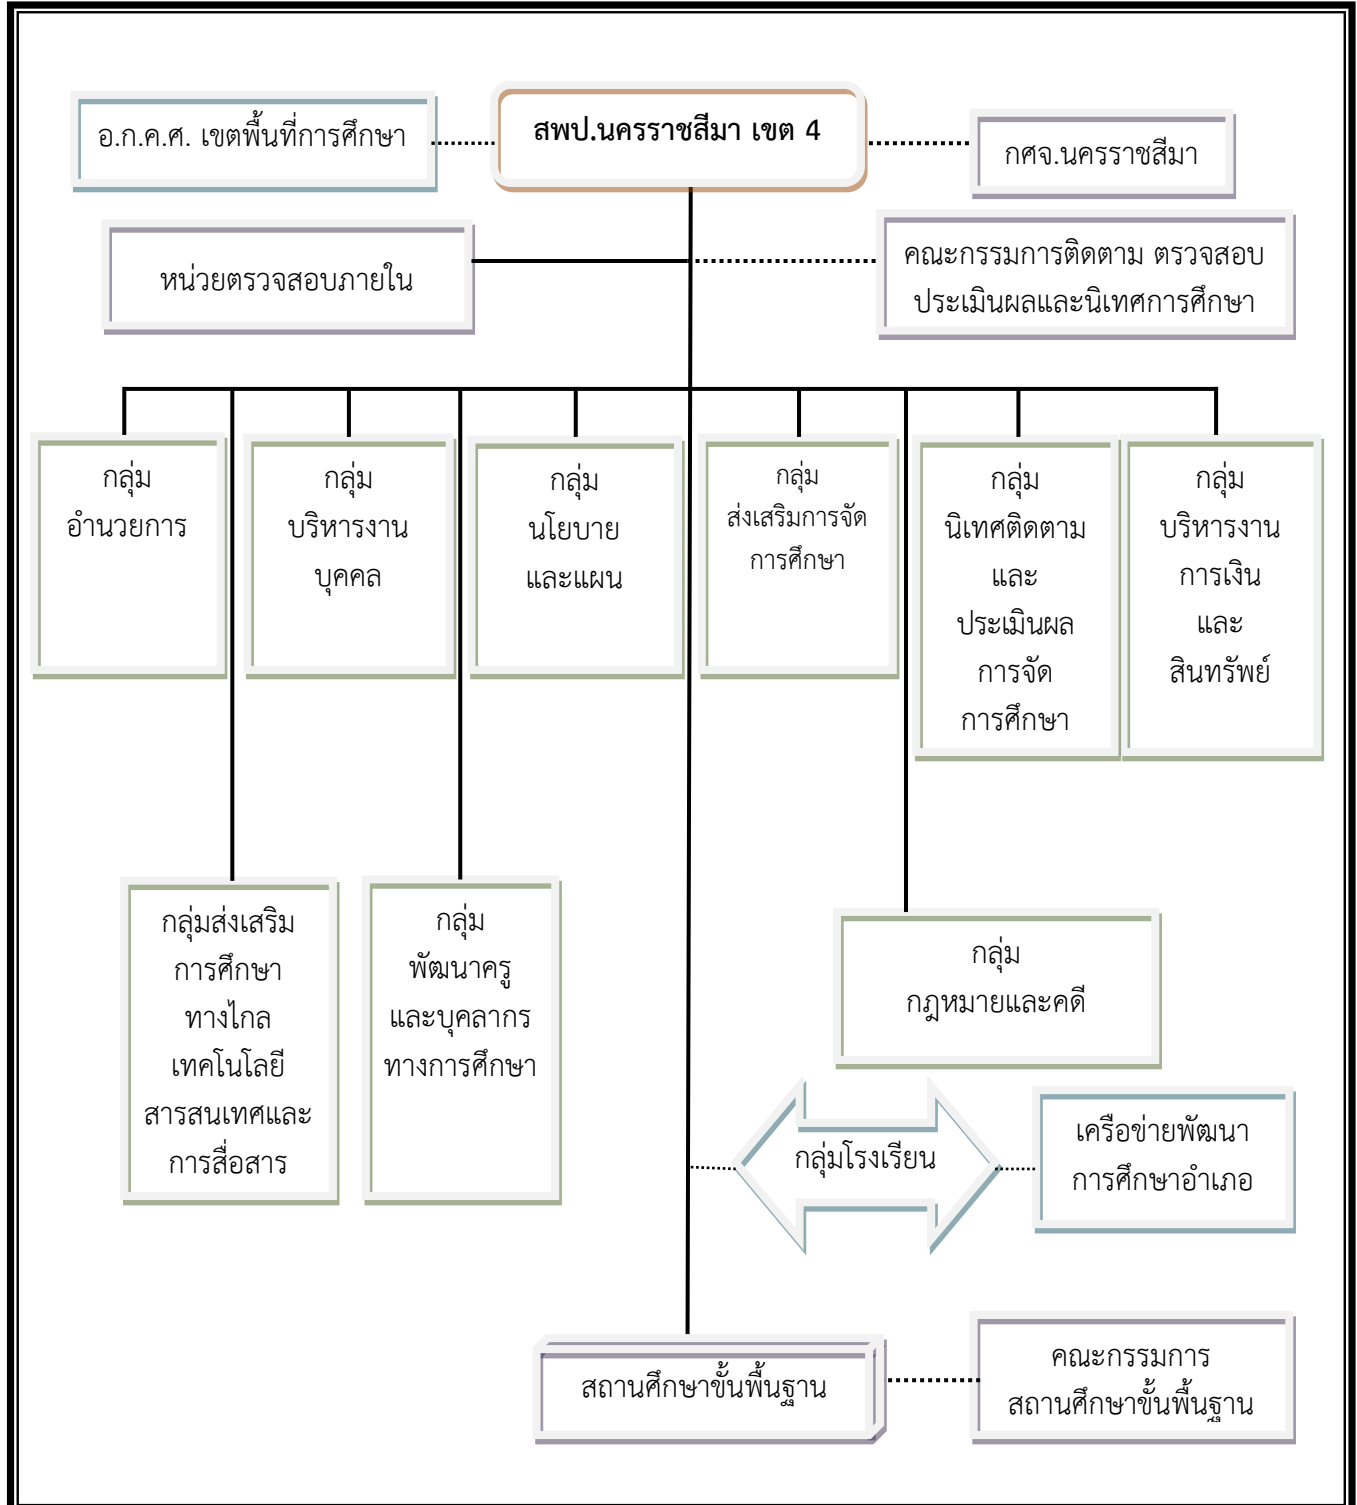 อ.ก.ค.ศ. เขตพื้นที่การศึกษา
สพป.นครราชสีมา เขต 4
กศจ.นครราชสีมา
หน่วยตรวจสอบภายใน
คณะกรรมการติดตาม ตรวจสอบ
ประเมินผลและนิเทศการศึกษา
กลุ่ม
อำนวยการ
กลุ่ม
บริหารงาน
บุคคล
กลุ่ม
นโยบาย
และแผน
กลุ่ม
ส่งเสริมการจัด
การศึกษา
กลุ่ม
นิเทศติดตาม
และ
ประเมินผล
การจัด
การศึกษา
กลุ่ม
บริหารงาน
การเงิน
และ
สินทรัพย์
กลุ่มส่งเสริม
การศึกษา
ทางไกล
เทคโนโลยี
สารสนเทศและ
การสื่อสาร
กลุ่ม
พัฒนาครู
และบุคลากร
ทางการศึกษา
กลุ่ม
กฎหมายและคดี
กลุ่มโรงเรียน
เครือข่ายพัฒนา
การศึกษาอำเภอ
สถานศึกษาขั้นพื้นฐาน
คณะกรรมการ
สถานศึกษาขั้นพื้นฐาน